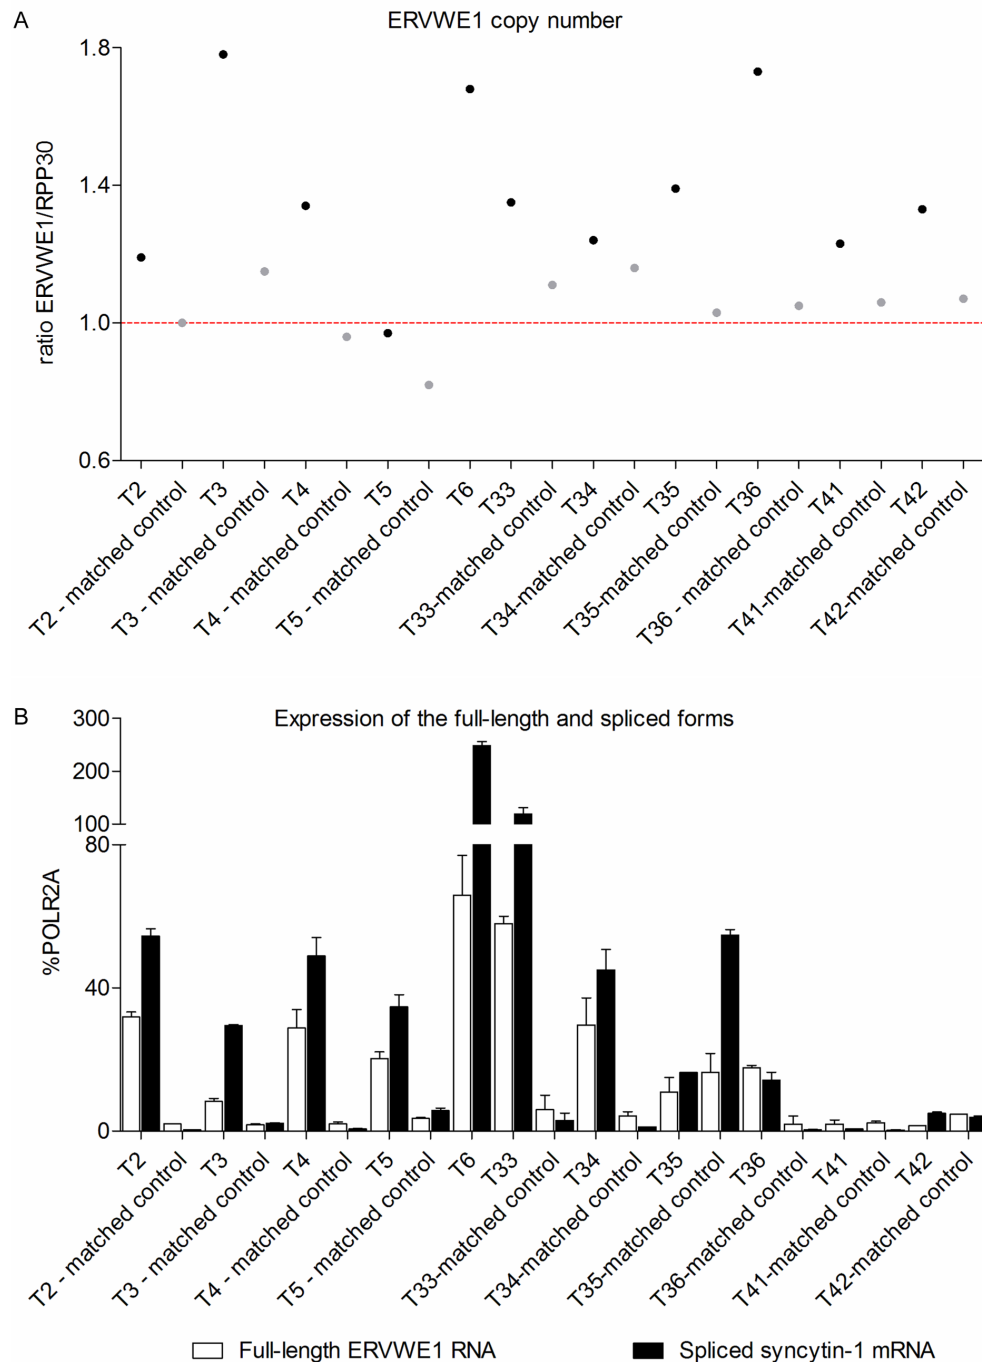 A
ERVWE1 copy number
ratio ERVWE1/RPP30
1.8
1.4
1.0
0.6
T2
T2 - matched control
T3
T3 - matched control
T4
T4 - matched control
T5
T5 - matched control
T6
T33
T33-matched control
T34
T34-matched control
T35
T35-matched control
T36
T36 - matched control
T41
T41-matched control
T42
T42-matched control
B
Expression of the full-length and spliced forms
%POLR2A
300
200
100
80
40
0
T2
T2 - matched control
T3
T3 - matched control
T4
T4 - matched control
T5
T5 - matched control
T6
T33
T33-matched control
T34
T34-matched control
T35
T35-matched control
T36
T36-matched control
T41
T41-matched control
T42
T42-matched control
Full-length ERVWE1 RNA
Spliced syncytin-1 mRNA